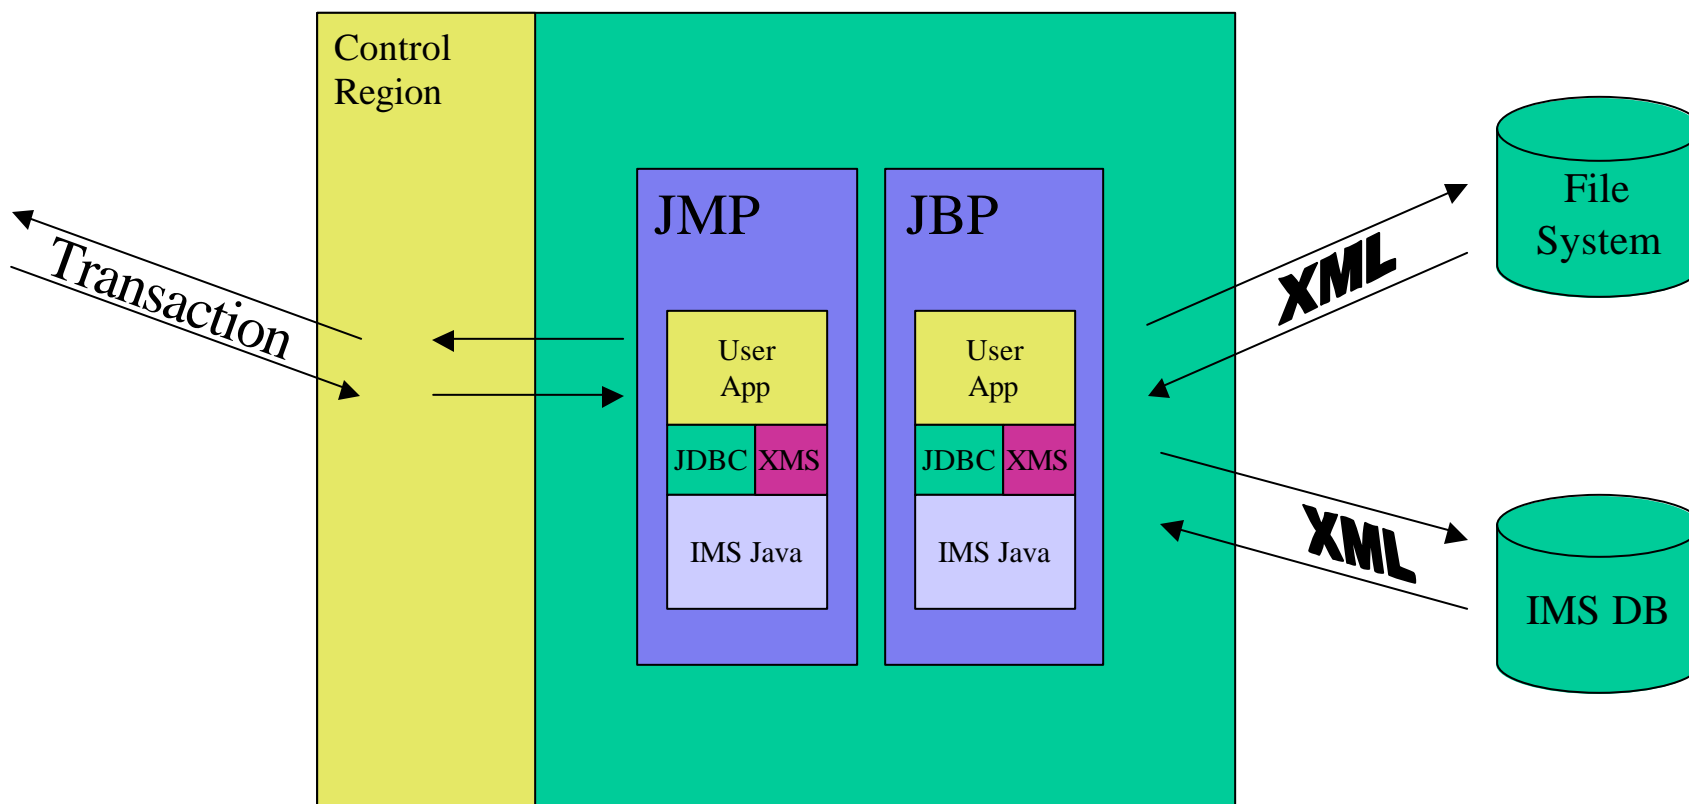 Control
Region
Transaction
JMP
User
App
JDBC
XMS
IMS Java
JBP
User
App
JDBC
XMS
IMS Java
XML
XML
File
System
IMS DB